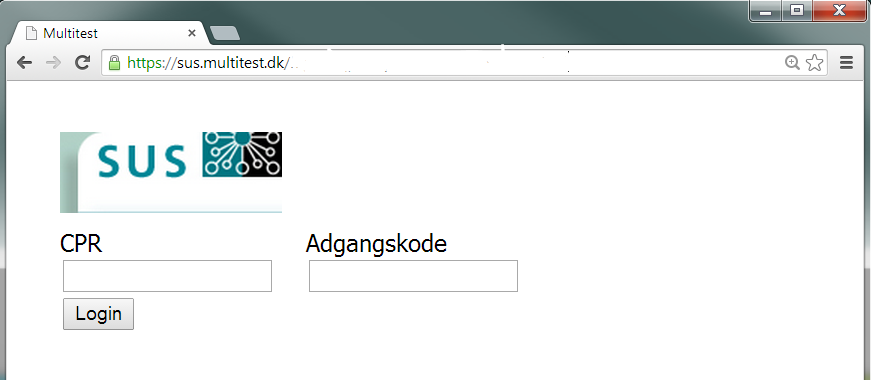 Multitest
https://sus.multitest.dk/..
SUS
CPR Adgangskode
Login